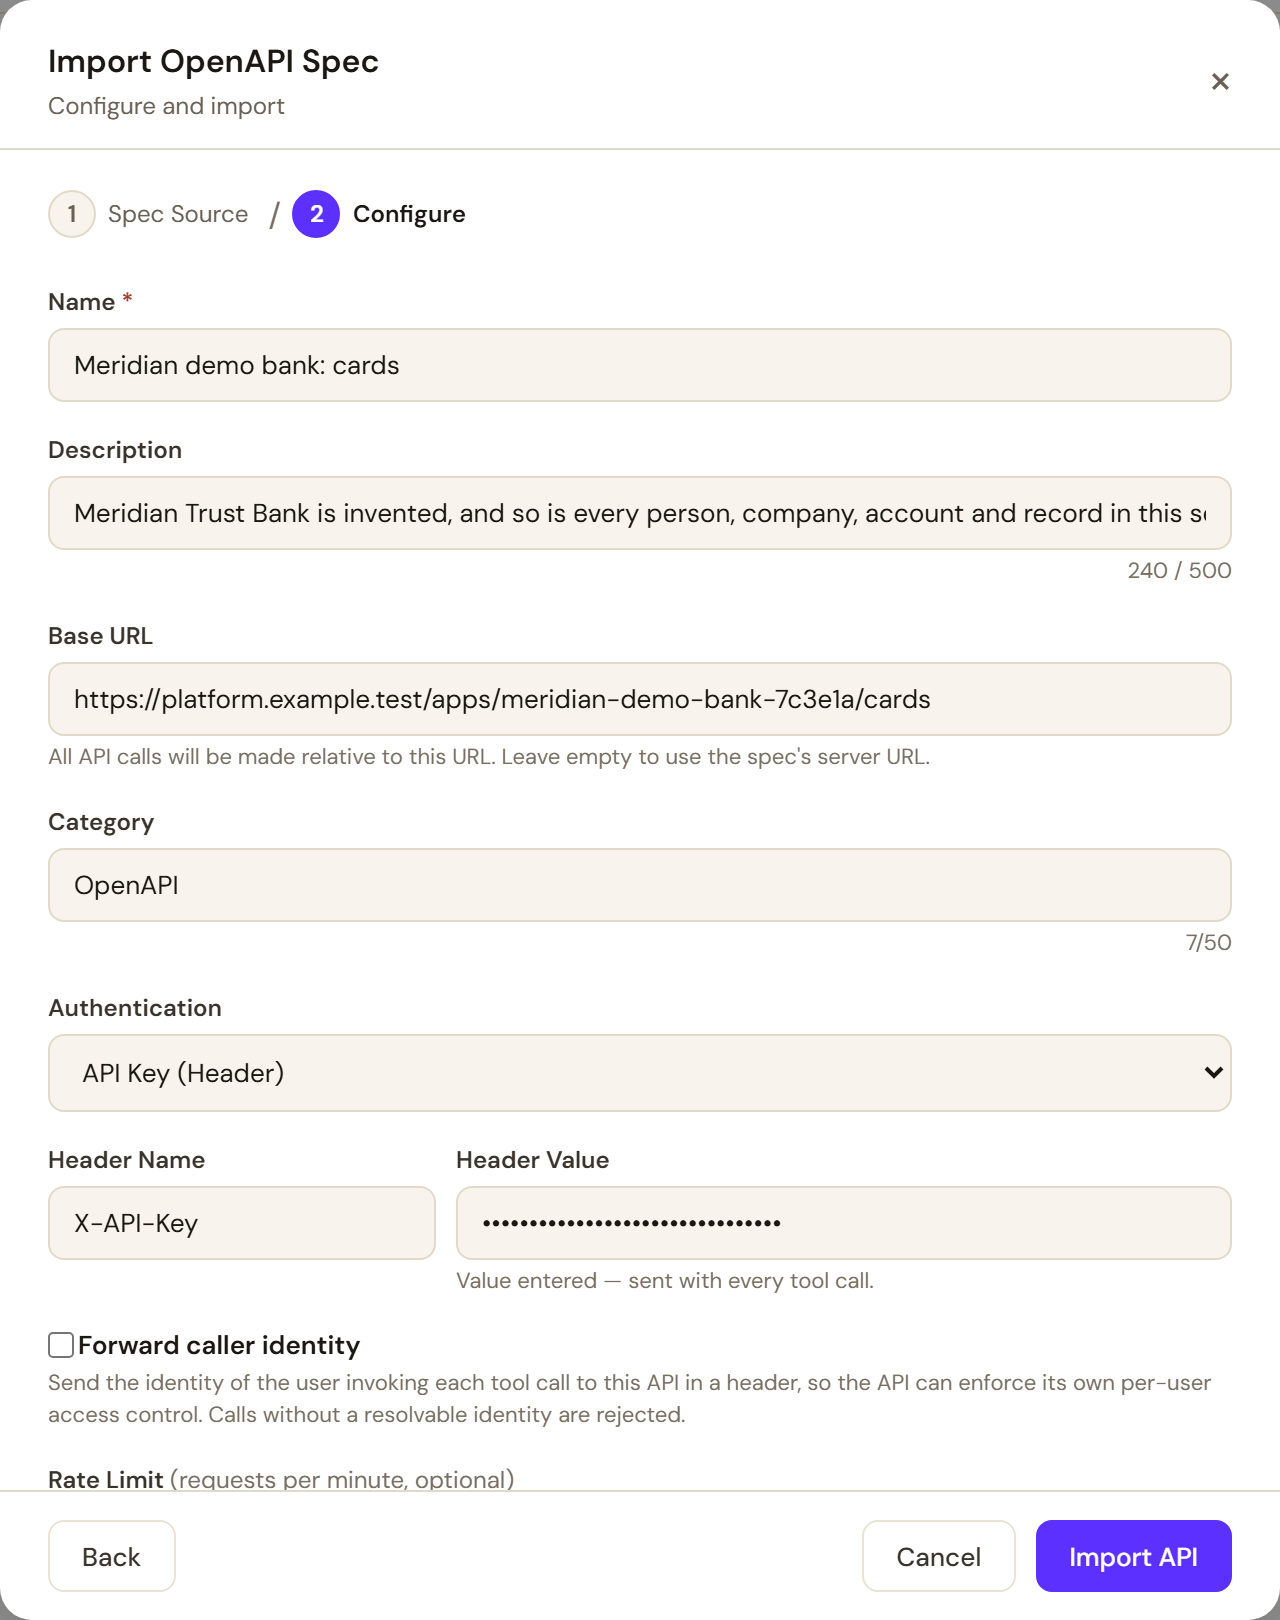 Import OpenAPI Spec
Configure and import
×
1 Spec Source / 2 Configure
Name *
Meridian demo bank: cards
Description
Meridian Trust Bank is invented, and so is every person, company, account and record in this
240 / 500
Base URL
https://platform.example.test/apps/meridian-demo-bank-7c3e1a/cards
All API calls will be made relative to this URL. Leave empty to use the spec's server URL.
Category
OpenAPI
7/50
Authentication
API Key (Header)
Header Name
Header Value
X-API-Key
••••••••••••••••••••••••••••••••
Value entered — sent with every tool call.
Forward caller identity
Send the identity of the user invoking each tool call to this API in a header, so the API can enforce its own per-user
access control. Calls without a resolvable identity are rejected.
Rate Limit (requests per minute, optional)
Back
Cancel
Import API